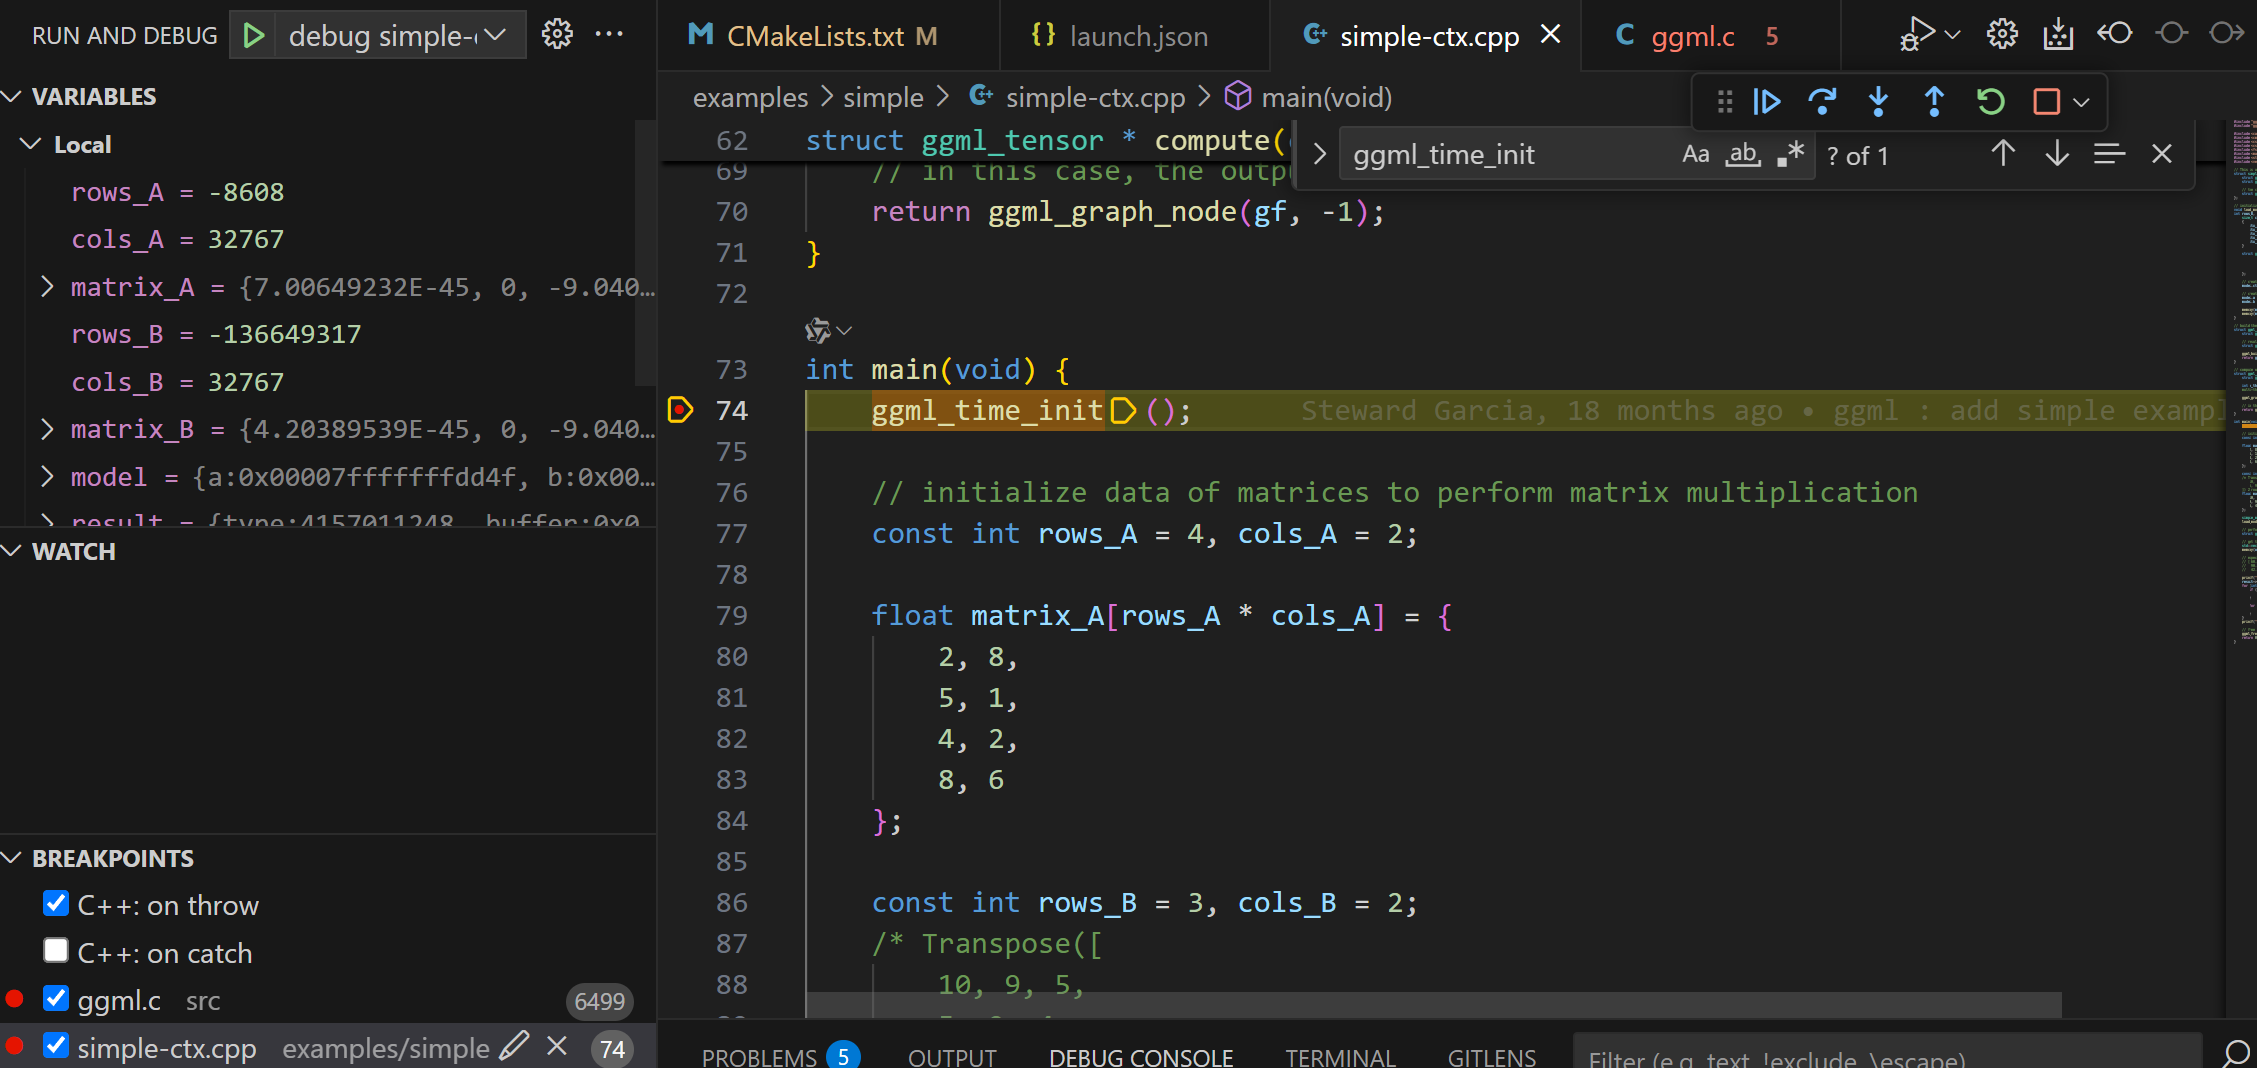 RUN AND DEBUG debug simple-
VARIABLES
Local
rows_A = -8608
cols_A = 32767
matrix_A = {7.00649232E-45, 0, -9.040…
rows_B = -136649317
cols_B = 32767
matrix_B = {4.20389539E-45, 0, -9.040…
model = {a:0x00007fffffffdd4f, b:0x00…
result = {type:4157011248, buffer:0x0
WATCH
BREAKPOINTS
C++: on throw
C++: on catch
ggml.c src 6499
simple-ctx.cpp examples/simple 74
CMakeLists.txt M
{} launch.json
simple-ctx.cpp
C ggml.c 5
examples > simple > simple-ctx.cpp > main(void)
ggml_time_init Aa ab .* ? of 1
62 struct ggml_tensor * compute(
69 // in this case, the outp
70 return ggml_graph_node(gf, -1);
71 }
72
73 int main(void) {
74 ggml_time_init(); Steward Garcia, 18 months ago • ggml : add simple exampl
75
76 // initialize data of matrices to perform matrix multiplication
77 const int rows_A = 4, cols_A = 2;
78
79 float matrix_A[rows_A * cols_A] = {
80 2, 8,
81 5, 1,
82 4, 2,
83 8, 6
84 };
85
86 const int rows_B = 3, cols_B = 2;
87 /* Transpose([
88 10, 9, 5,
PROBLEMS 5 OUTPUT DEBUG CONSOLE TERMINAL GITLENS Filter (e.g. text, !exclude, \escape)